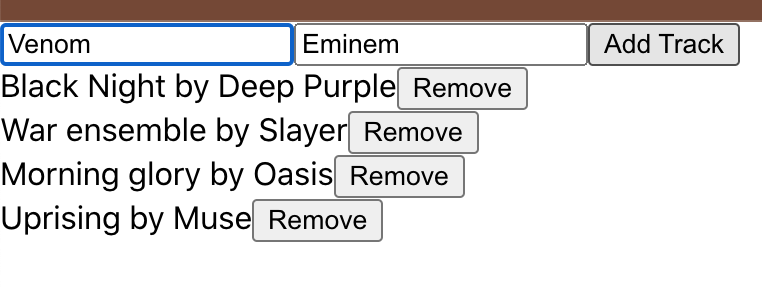 Venom Eminem Add Track
Black Night by Deep Purple Remove
War ensemble by Slayer Remove
Morning glory by Oasis Remove
Uprising by Muse Remove